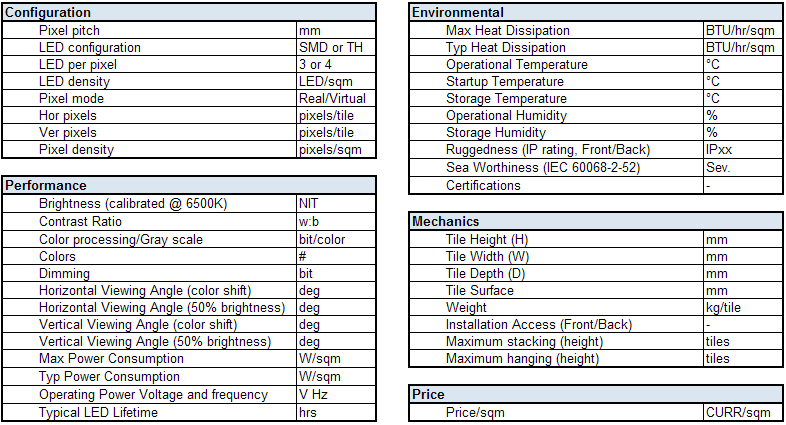 Configuration
Pixel pitch mm
LED configuration SMD or TH
LED per pixel 3 or 4
LED density LED/sqm
Pixel mode Real/Virtual
Hor pixels pixels/tile
Ver pixels pixels/tile
Pixel density pixels/sqm
Performance
Brightness (calibrated @ 6500K) NIT
Contrast Ratio w:b
Color processing/Gray scale bit/color
Colors #
Dimming bit
Horizontal Viewing Angle (color shift) deg
Horizontal Viewing Angle (50% brightness) deg
Vertical Viewing Angle (color shift) deg
Vertical Viewing Angle (50% brightness) deg
Max Power Consumption W/sqm
Typ Power Consumption W/sqm
Operating Power Voltage and frequency V Hz
Typical LED Lifetime hrs
Environmental
Max Heat Dissipation BTU/hr/sqm
Typ Heat Dissipation BTU/hr/sqm
Operational Temperature °C
Startup Temperature °C
Storage Temperature °C
Operational Humidity %
Storage Humidity %
Ruggedness (IP rating, Front/Back) IPxx
Sea Worthiness (IEC 60068-2-52) Sev.
Certifications -
Mechanics
Tile Height (H) mm
Tile Width (W) mm
Tile Depth (D) mm
Tile Surface mm
Weight kg/tile
Installation Access (Front/Back) -
Maximum stacking (height) tiles
Maximum hanging (height) tiles
Price
Price/sqm CURR/sqm